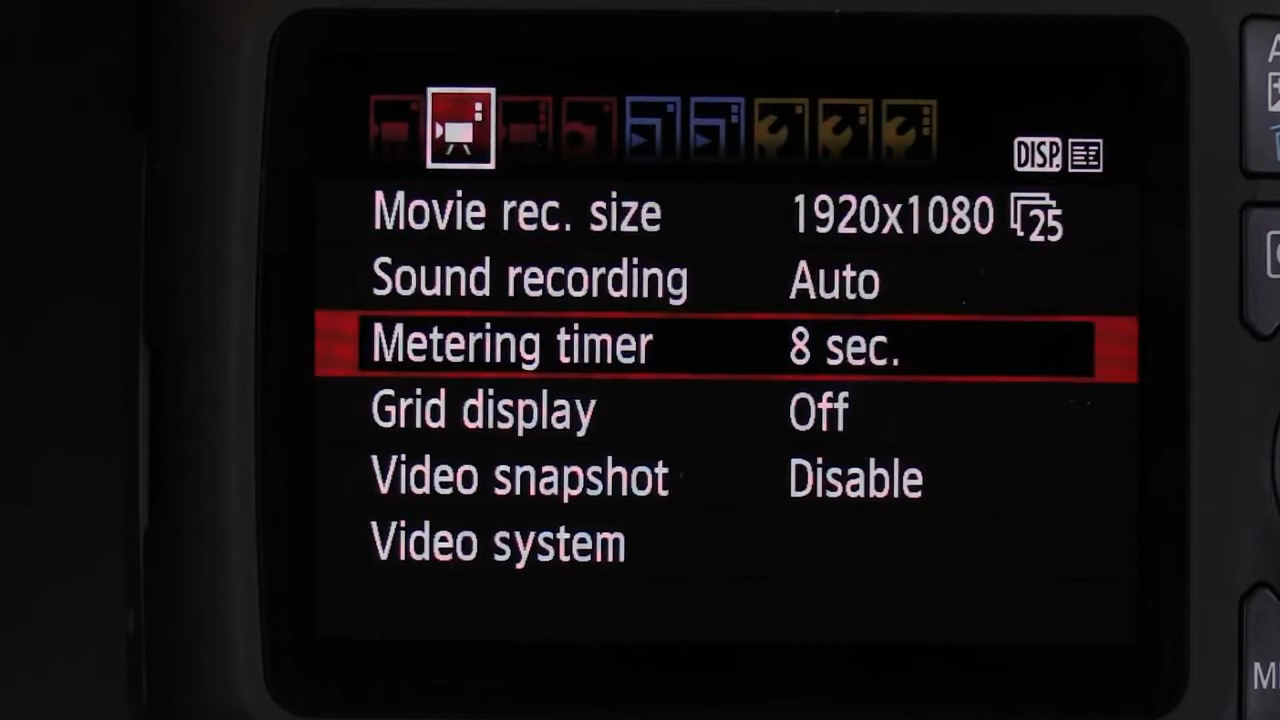 DISP.
Movie rec. size 1920x1080 25
Sound recording Auto
Metering timer 8 sec.
Grid display Off
Video snapshot Disable
Video system